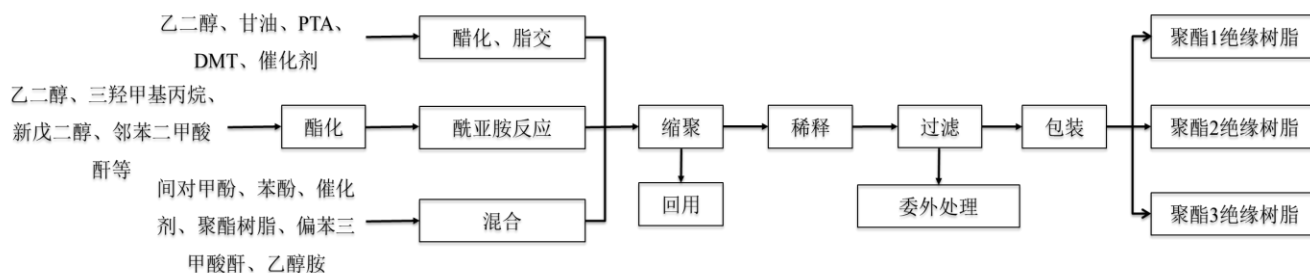 乙二醇、甘油、PTA、
DMT、催化剂
醋化、脂交
乙二醇、三羟甲基丙烷、
新戊二醇、邻苯二甲酸
酐等
酯化
酰亚胺反应
间对甲酚、苯酚、催化
剂、聚酯树脂、偏苯三
甲酸酐、乙醇胺
混合
缩聚
回用
稀释
过滤
委外处理
包装
聚酯1绝缘树脂
聚酯2绝缘树脂
聚酯3绝缘树脂